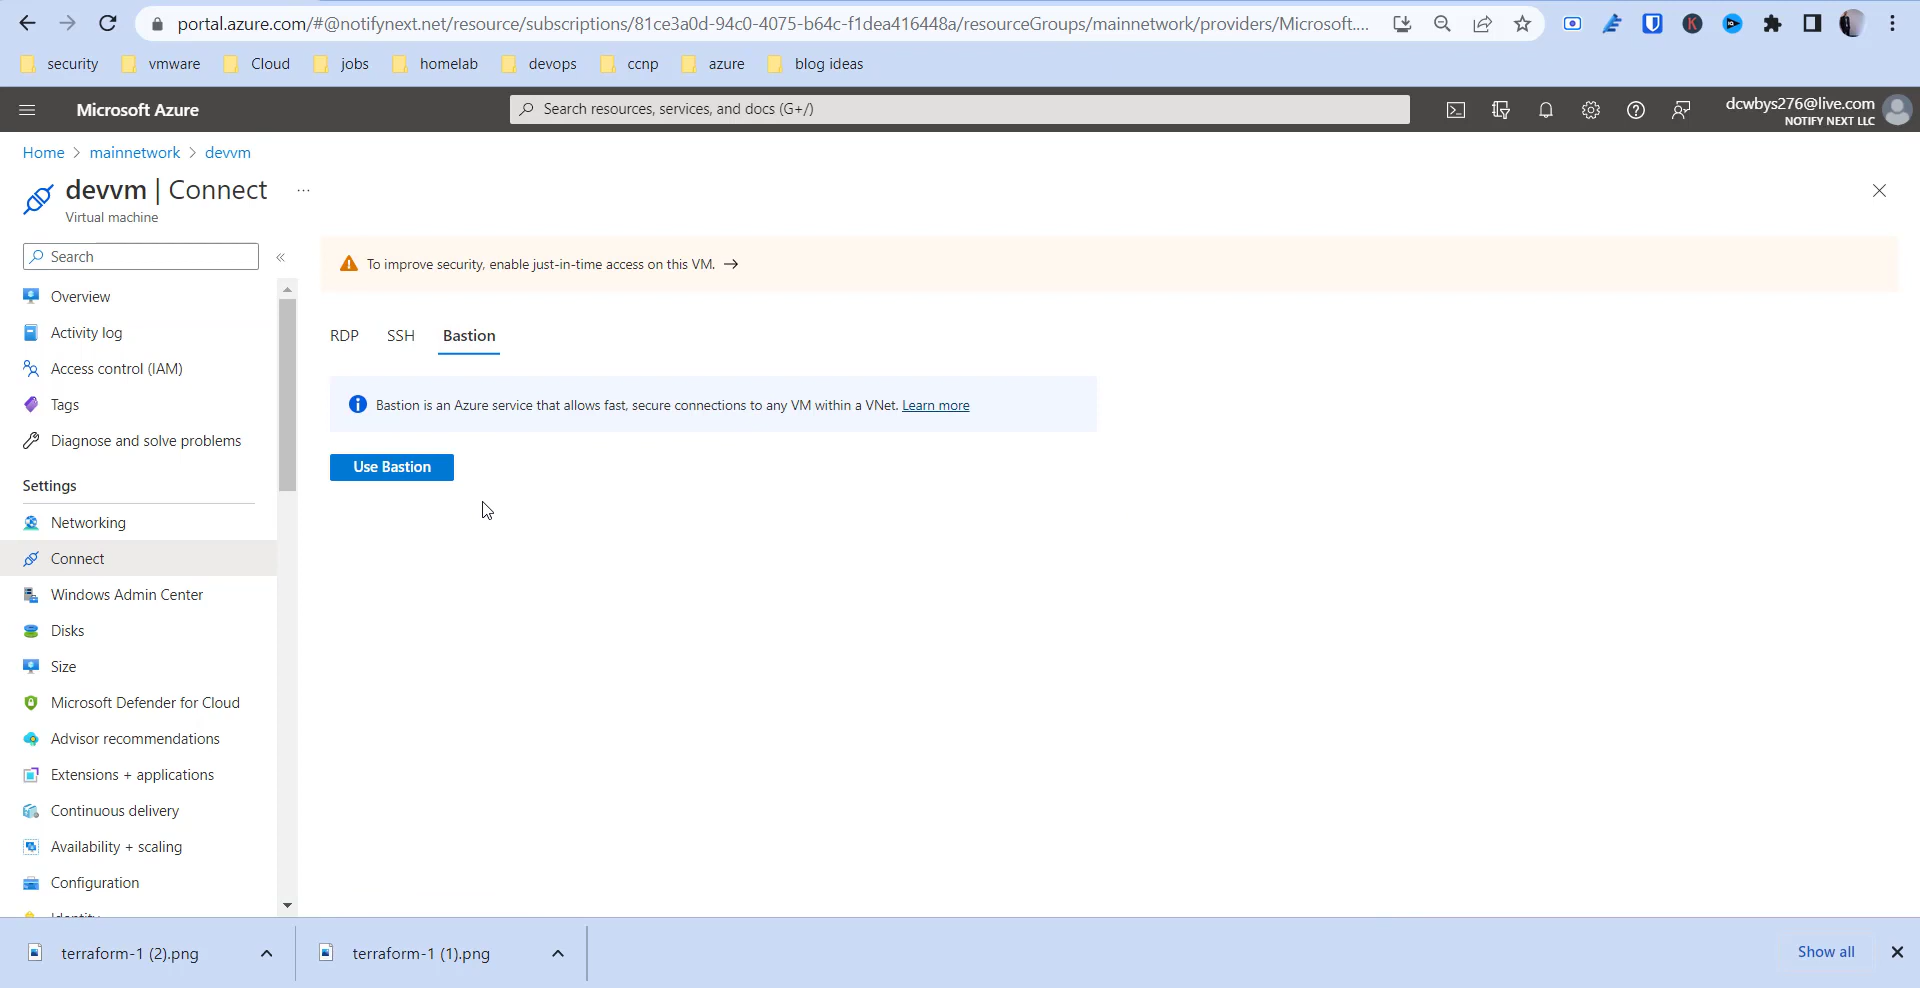 portal.azure.com/#@notifynext.net/resource/subscriptions/81ce3a0d-94c0-4075-b64c-f1dea416448a/resourceGroups/mainnetwork/providers/Microsoft....
security vmware Cloud jobs homelab devops ccnp azure blog ideas
Microsoft Azure
Search resources, services, and docs (G+/)
dcwbys276@live.com
NOTIFY NEXT LLC
Home > mainnetwork > devvm
devvm | Connect ...
Virtual machine
Search «
To improve security, enable just-in-time access on this VM. →
Overview
Activity log
Access control (IAM)
Tags
Diagnose and solve problems
Settings
Networking
Connect
Windows Admin Center
Disks
Size
Microsoft Defender for Cloud
Advisor recommendations
Extensions + applications
Continuous delivery
Availability + scaling
Configuration
RDP SSH Bastion
Bastion is an Azure service that allows fast, secure connections to any VM within a VNet. Learn more
Use Bastion
terraform-1 (2).png
terraform-1 (1).png
Show all